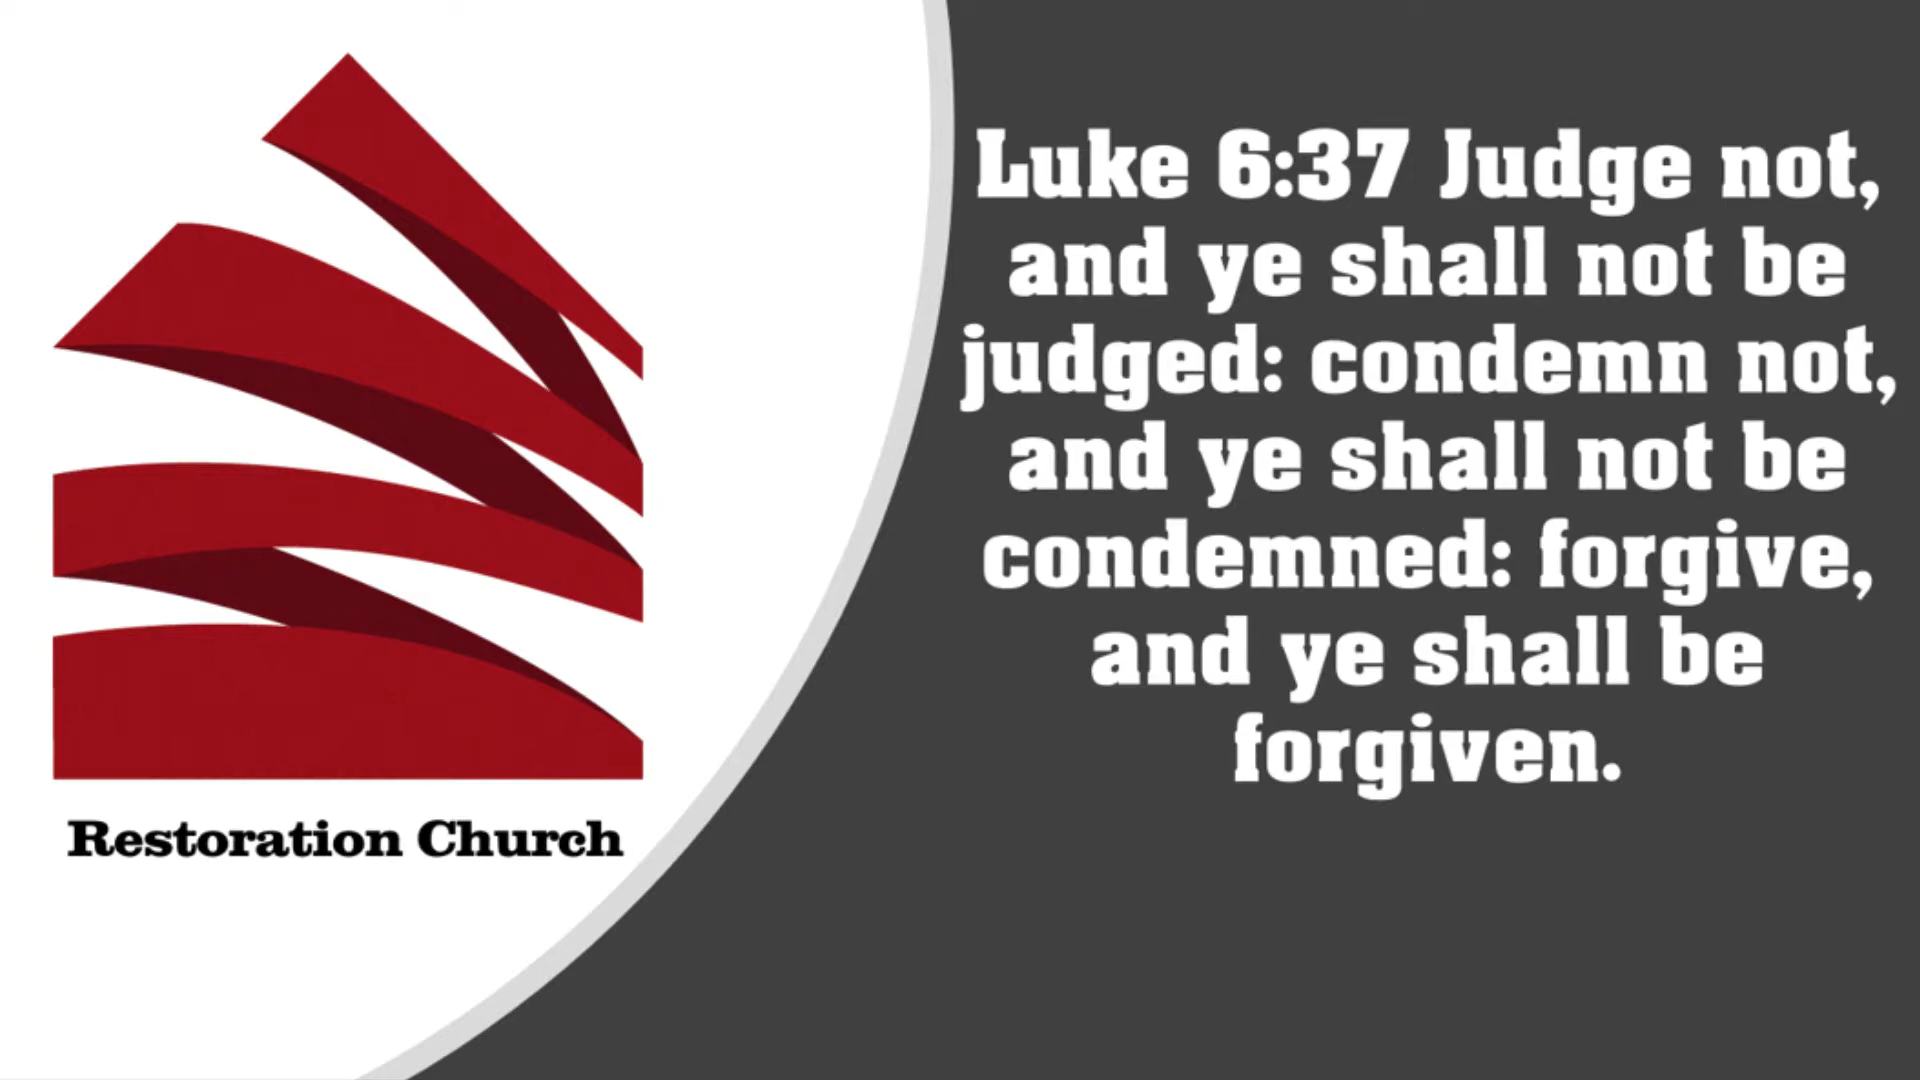 Restoration Church
Luke 6:37 Judge not,
and ye shall not be
judged: condemn not,
and ye shall not be
condemned: forgive,
and ye shall be
forgiven.